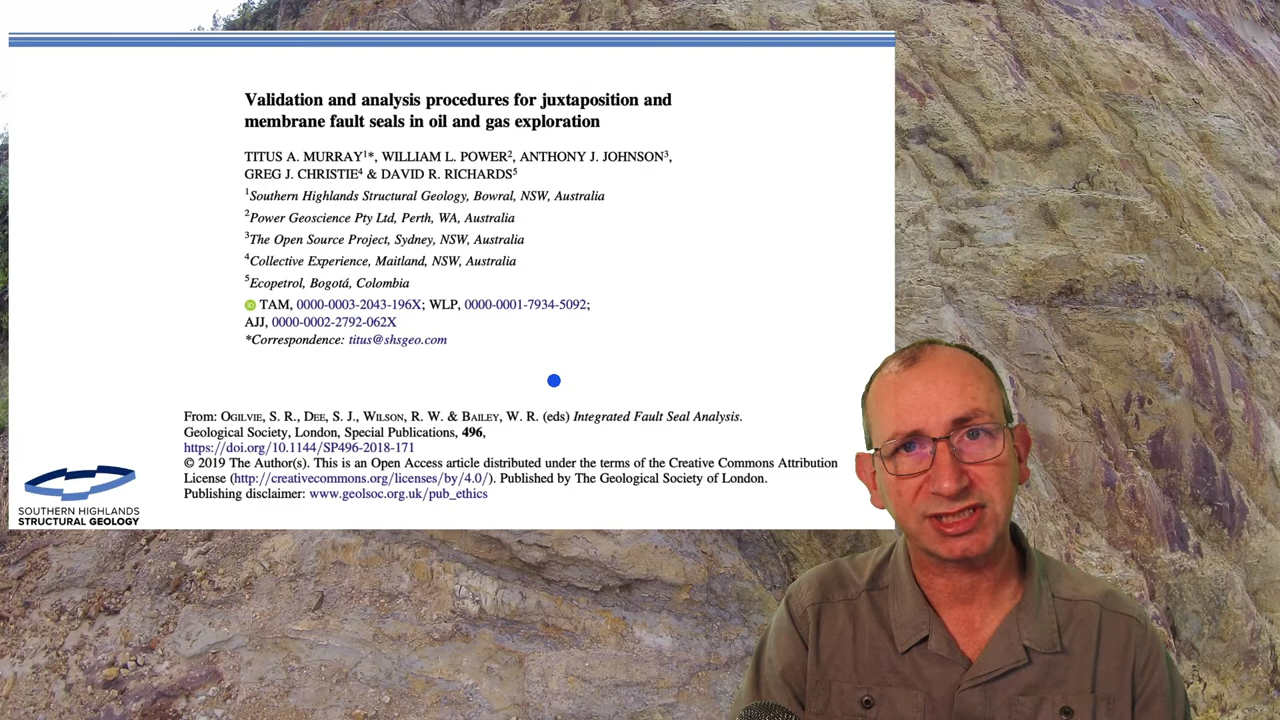 Validation and analysis procedures for juxtaposition and
membrane fault seals in oil and gas exploration
TITUS A. MURRAY1*, WILLIAM L. POWER2, ANTHONY J. JOHNSON3,
GREG J. CHRISTIE4 & DAVID R. RICHARDS5
1Southern Highlands Structural Geology, Bowral, NSW, Australia
2Power Geoscience Pty Ltd, Perth, WA, Australia
3The Open Source Project, Sydney, NSW, Australia
4Collective Experience, Maitland, NSW, Australia
5Ecopetrol, Bogotá, Colombia
iD TAM, 0000-0003-2043-196X; WLP, 0000-0001-7934-5092;
AJJ, 0000-0002-2792-062X
*Correspondence: titus@shsgeo.com
From: OGILVIE, S. R., DEE, S. J., WILSON, R. W. & BAILEY, W. R. (eds) Integrated Fault Seal Analysis.
Geological Society, London, Special Publications, 496,
https://doi.org/10.1144/SP496-2018-171
© 2019 The Author(s). This is an Open Access article distributed under the terms of the Creative Commons Attribution
License (http://creativecommons.org/licenses/by/4.0/). Published by The Geological Society of London.
Publishing disclaimer: www.geolsoc.org.uk/pub_ethics
SOUTHERN HIGHLANDS
STRUCTURAL GEOLOGY